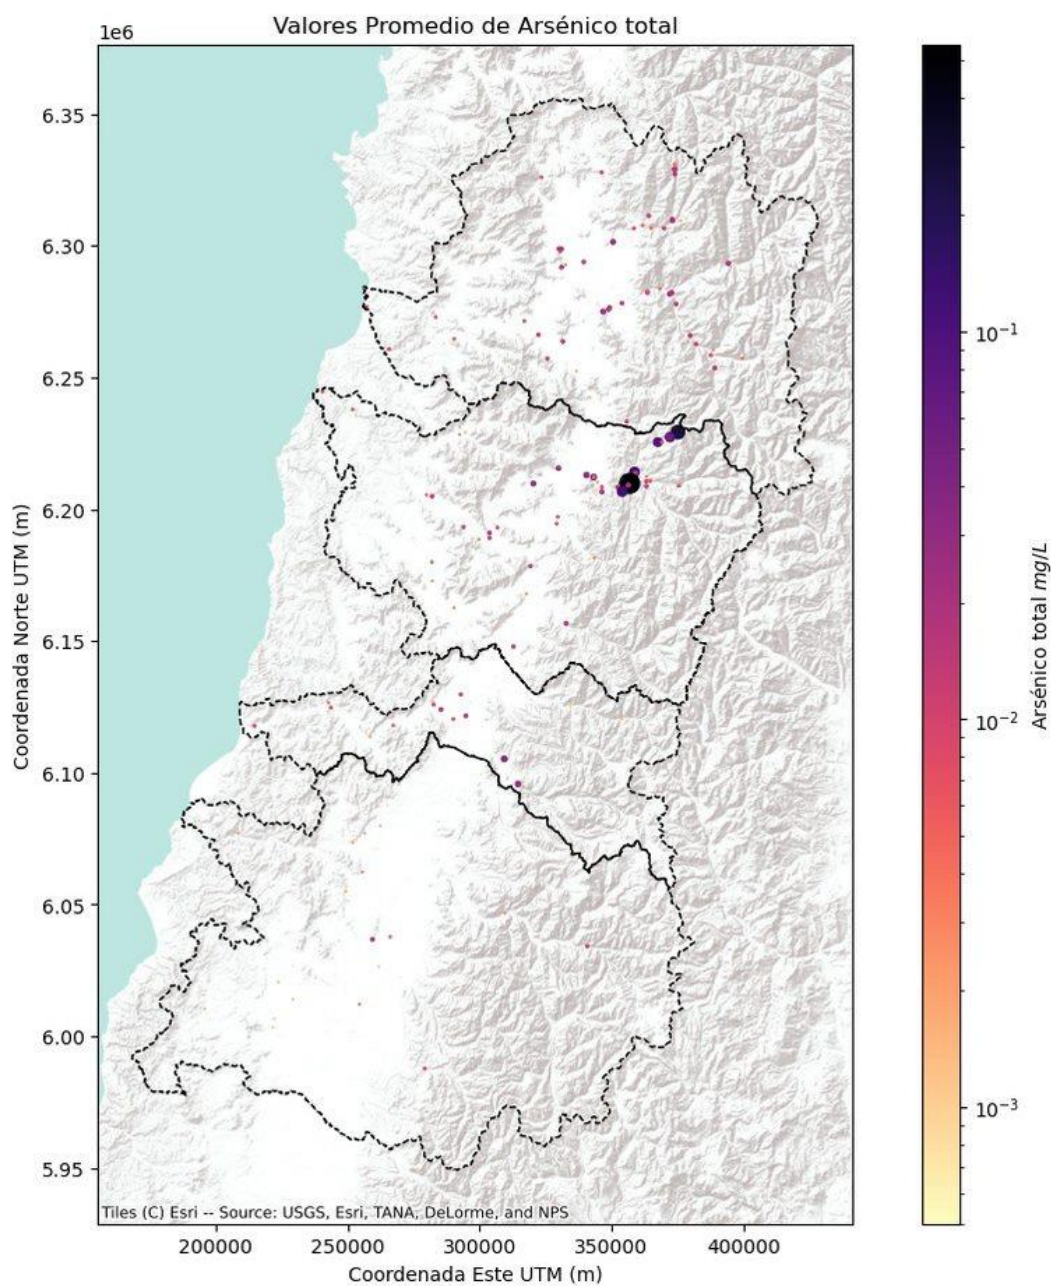 Valores Promedio de Arsénico total
1e6
6.35
6.30
6.25
6.20
6.15
6.10
6.05
6.00
5.95
Coordenada Norte UTM (m)
Tiles (C) Esri -- Source: USGS, Esri, TANA, DeLorme, and NPS
200000 250000 300000 350000 400000
Coordenada Este UTM (m)
10⁻¹
10⁻²
10⁻³
Arsénico total mg/L